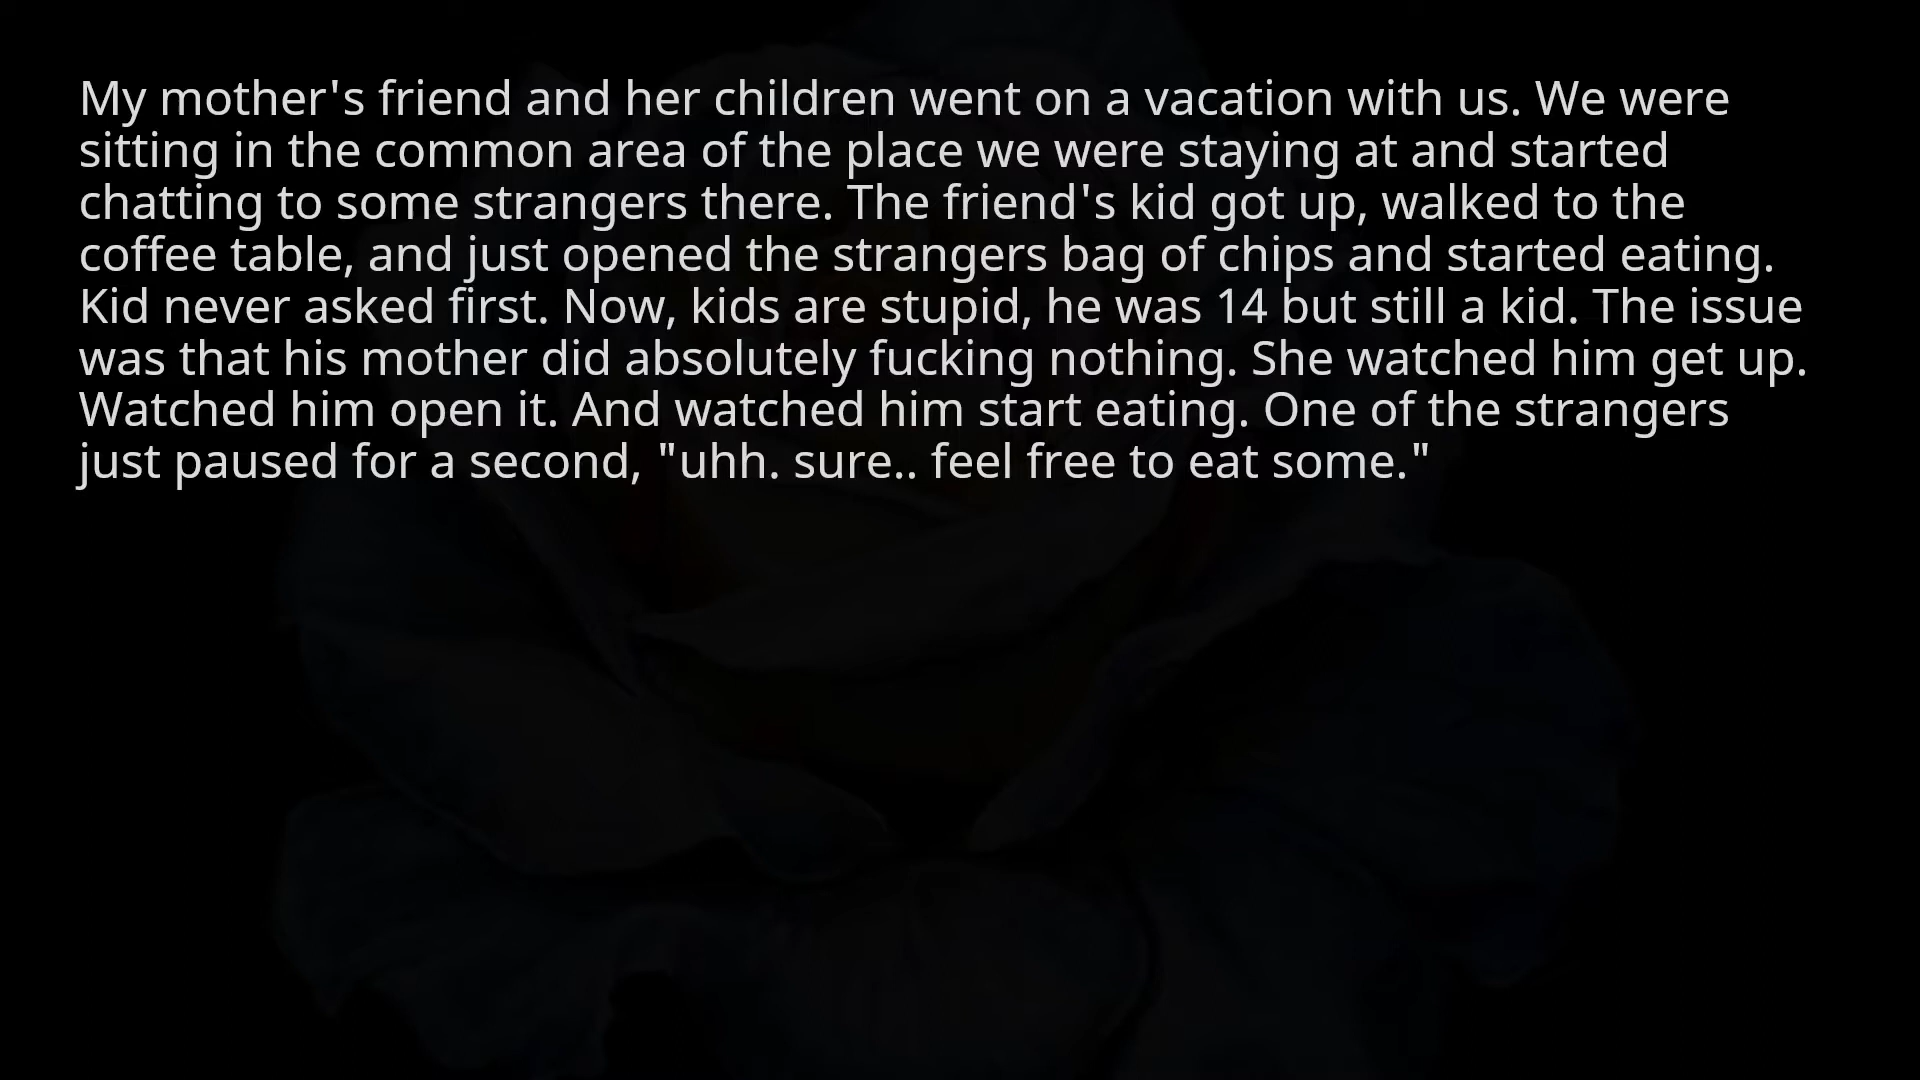 My mother's friend and her children went on a vacation with us. We were
sitting in the common area of the place we were staying at and started
chatting to some strangers there. The friend's kid got up, walked to the
coffee table, and just opened the strangers bag of chips and started eating.
Kid never asked first. Now, kids are stupid, he was 14 but still a kid. The issue
was that his mother did absolutely fucking nothing. She watched him get up.
Watched him open it. And watched him start eating. One of the strangers
just paused for a second, "uhh. sure.. feel free to eat some."